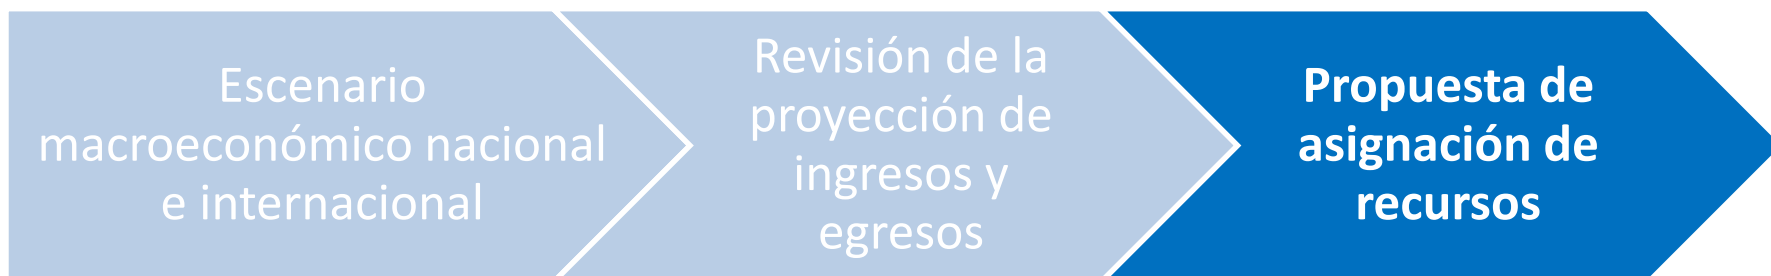 Escenario
macroeconómico nacional
e internacional
Revisión de la
proyección de
ingresos y
egresos
Propuesta de
asignación de
recursos